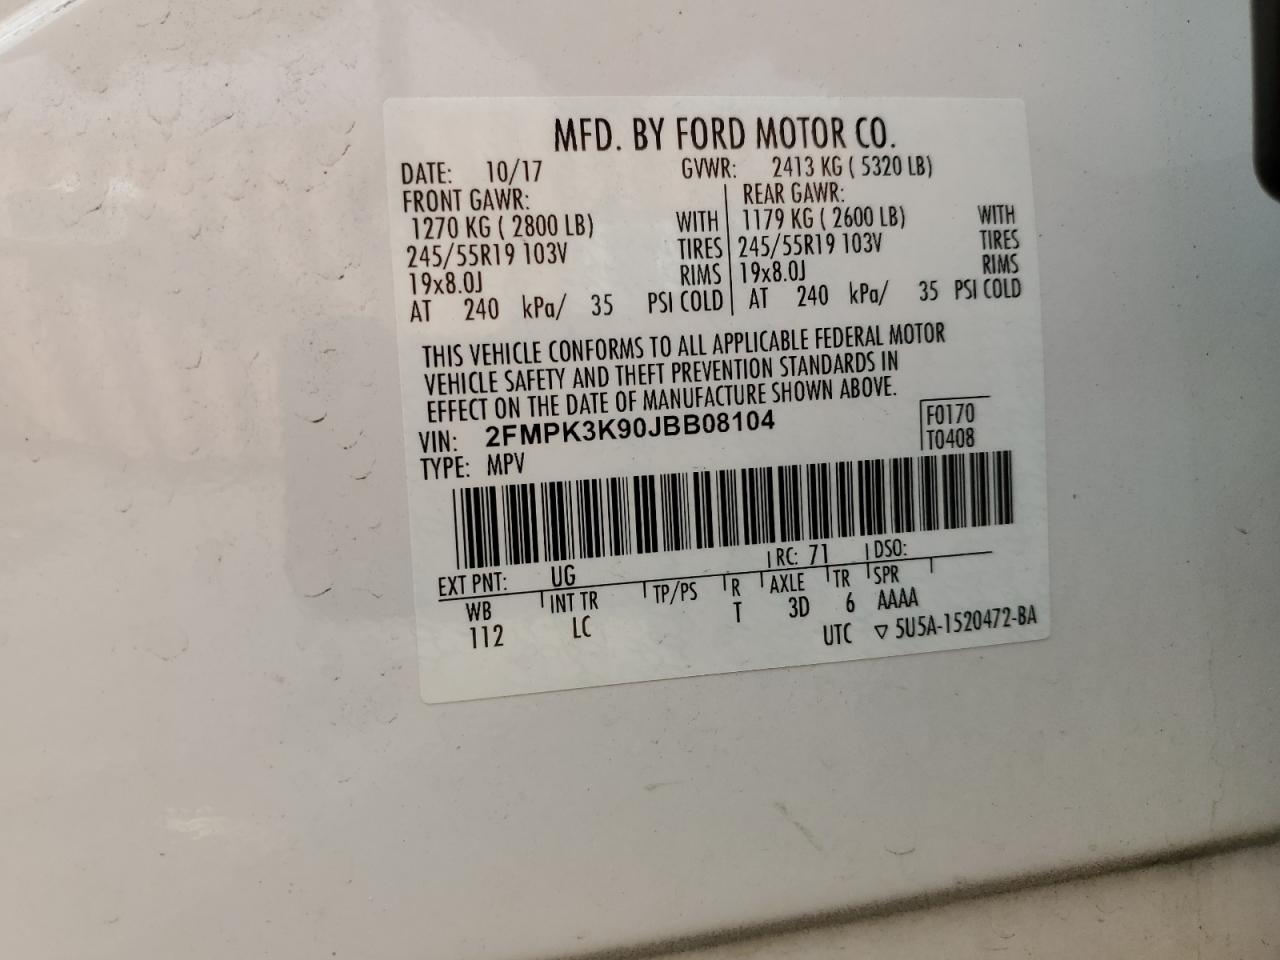 MFD. BY FORD MOTOR CO.
DATE: 10/17 GVWR: 2413 KG ( 5320 LB)
FRONT GAWR: REAR GAWR:
1270 KG ( 2800 LB) WITH 1179 KG ( 2600 LB) WITH
245/55R19 103V TIRES 245/55R19 103V TIRES
19x8.0J RIMS 19x8.0J RIMS
AT 240 kPa/ 35 PSI COLD AT 240 kPa/ 35 PSI COLD
THIS VEHICLE CONFORMS TO ALL APPLICABLE FEDERAL MOTOR
VEHICLE SAFETY AND THEFT PREVENTION STANDARDS IN
EFFECT ON THE DATE OF MANUFACTURE SHOWN ABOVE.
VIN: 2FMPK3K90JBB08104 F0170
TYPE: MPV T0408
EXT PNT: UG RC: 71 DSO:
WB INT TR TP/PS R AXLE TR SPR
112 LC T 3D 6 AAAA
UTC ▽ 5U5A-1520472-BA